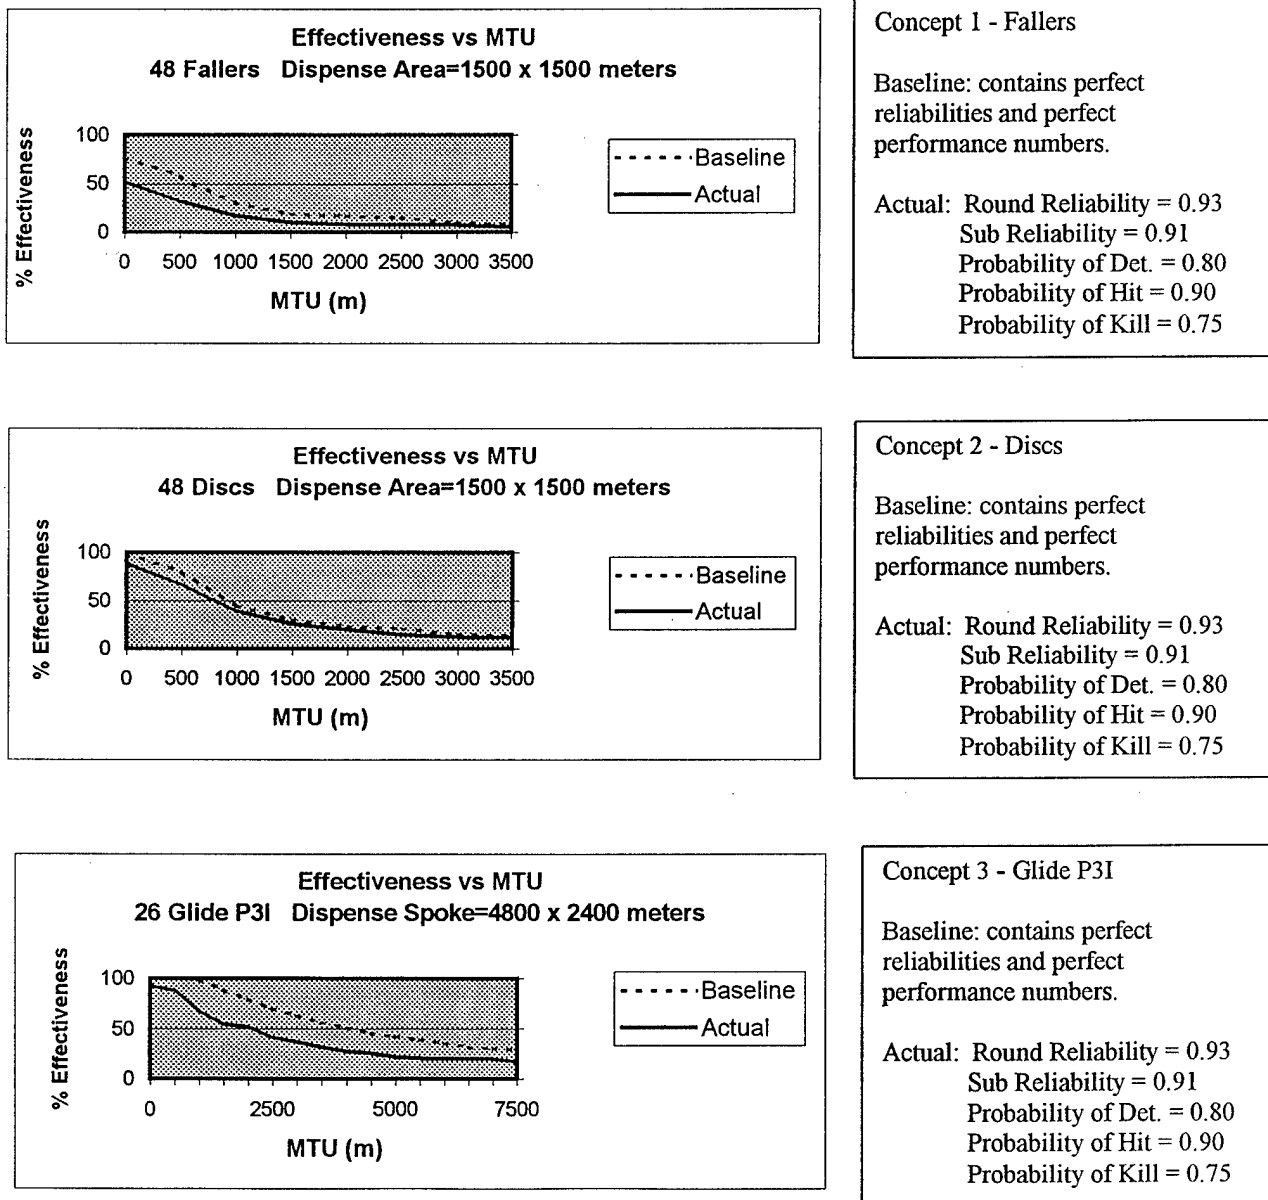 Effectiveness vs MTU
48 Fallers Dispense Area=1500 x 1500 meters
% Effectiveness
100
50
0
0 500 1000 1500 2000 2500 3000 3500
MTU (m)
Baseline
Actual
Concept 1 - Fallers
Baseline: contains perfect
reliabilities and perfect
performance numbers.
Actual: Round Reliability = 0.93
Sub Reliability = 0.91
Probability of Det. = 0.80
Probability of Hit = 0.90
Probability of Kill = 0.75
Effectiveness vs MTU
48 Discs Dispense Area=1500 x 1500 meters
% Effectiveness
100
50
0
0 500 1000 1500 2000 2500 3000 3500
MTU (m)
Baseline
Actual
Concept 2 - Discs
Baseline: contains perfect
reliabilities and perfect
performance numbers.
Actual: Round Reliability = 0.93
Sub Reliability = 0.91
Probability of Det. = 0.80
Probability of Hit = 0.90
Probability of Kill = 0.75
Effectiveness vs MTU
26 Glide P3I Dispense Spoke=4800 x 2400 meters
% Effectiveness
100
50
0
0 2500 5000 7500
MTU (m)
Baseline
Actual
Concept 3 - Glide P3I
Baseline: contains perfect
reliabilities and perfect
performance numbers.
Actual: Round Reliability = 0.93
Sub Reliability = 0.91
Probability of Det. = 0.80
Probability of Hit = 0.90
Probability of Kill = 0.75